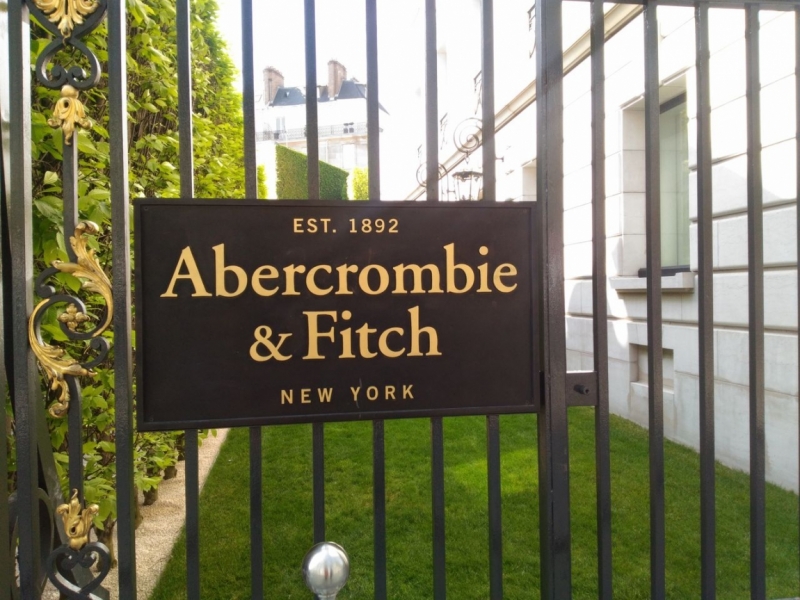 EST. 1892
Abercrombie
& Fitch
NEW YORK